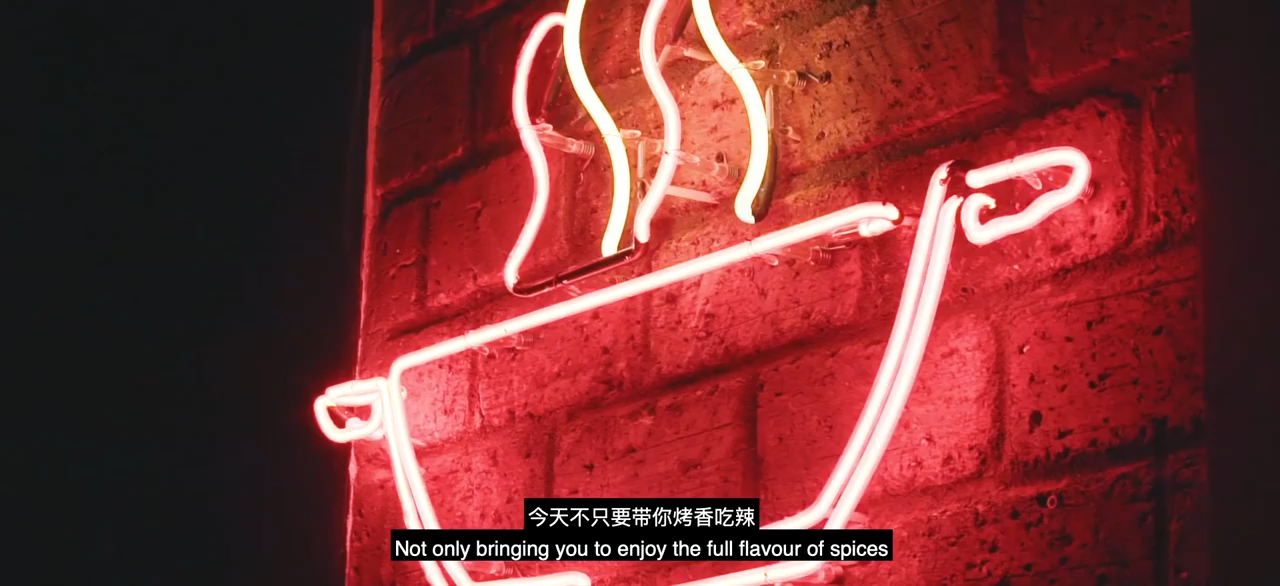 今天不只要带你烤香吃辣
Not only bringing you to enjoy the full flavour of spices